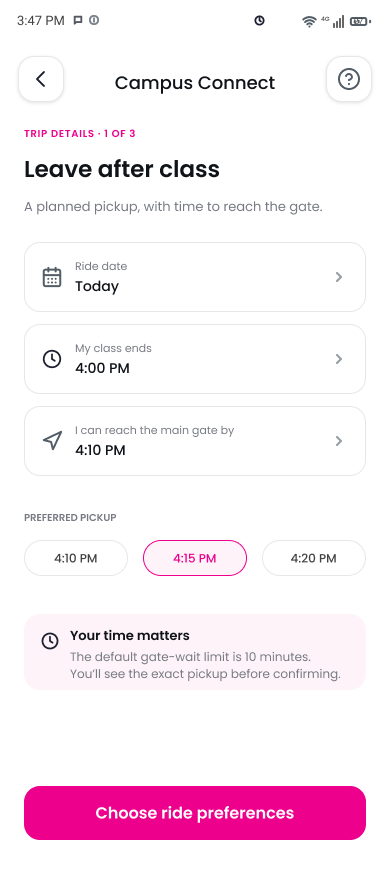 3:47 PM
4G
Campus Connect
TRIP DETAILS · 1 OF 3
Leave after class
A planned pickup, with time to reach the gate.
Ride date
Today
My class ends
4:00 PM
I can reach the main gate by
4:10 PM
PREFERRED PICKUP
4:10 PM
4:15 PM
4:20 PM
Your time matters
The default gate-wait limit is 10 minutes.
You'll see the exact pickup before confirming.
Choose ride preferences